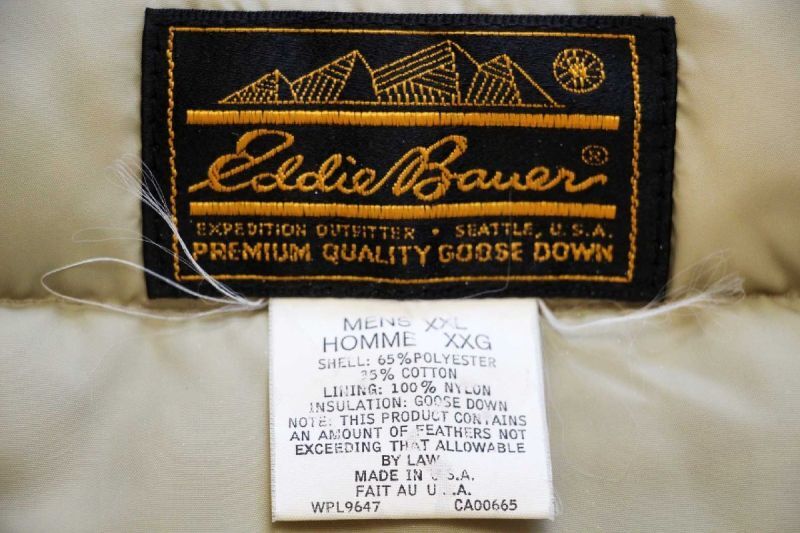 Eddie Bauer®
EXPEDITION OUTFITTER • SEATTLE, U.S.A.
PREMIUM QUALITY GOOSE DOWN
MENS XXL
HOMME XXG
SHELL: 65% POLYESTER
35% COTTON
LINING: 100% NYLON
INSULATION: GOOSE DOWN
NOTE: THIS PRODUCT CONTAINS
AN AMOUNT OF FEATHERS NOT
EXCEEDING THAT ALLOWABLE
BY LAW
MADE IN U.S.A.
FAIT AU U.S.A.
WPL9647 CA00665